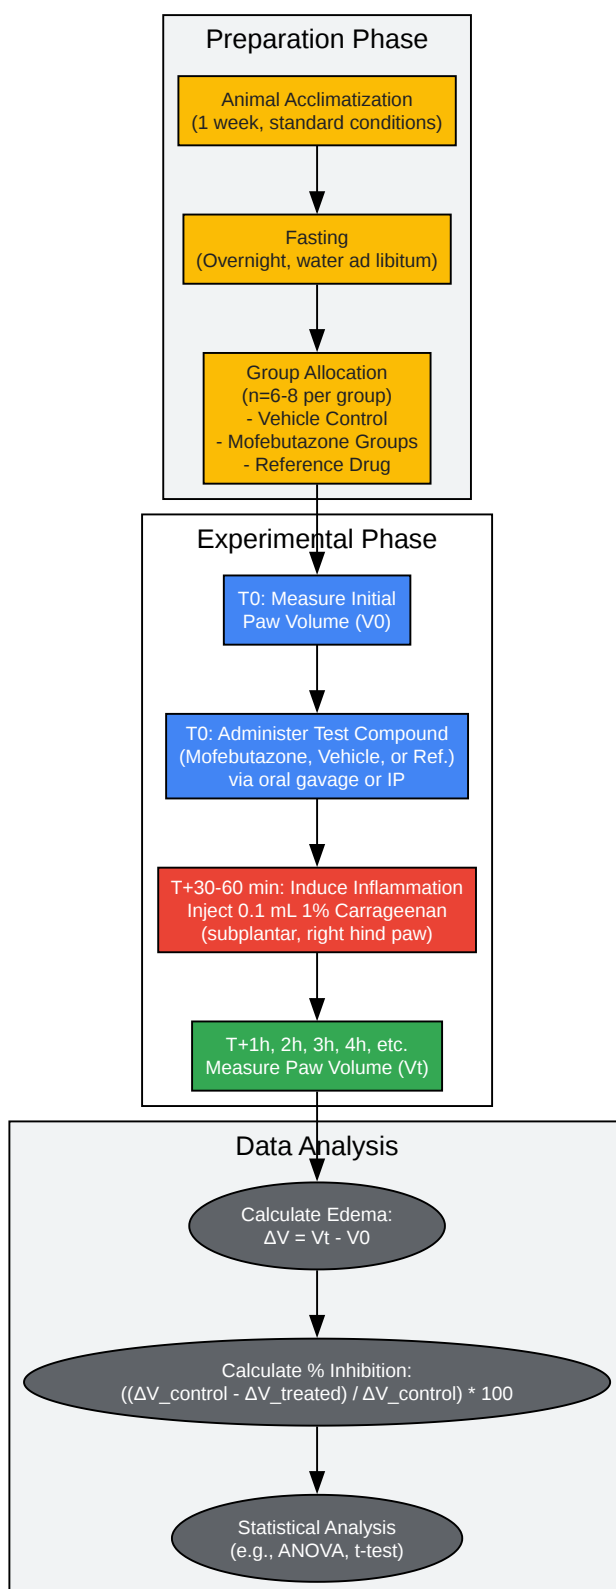 Preparation Phase
Animal Acclimatization
(1 week, standard conditions)
Fasting
(Overnight, water ad libitum)
Group Allocation
(n=6-8 per group)
- Vehicle Control
- Mofebutazone Groups
- Reference Drug
Experimental Phase
T0: Measure Initial
Paw Volume (V0)
T0: Administer Test Compound
(Mofebutazone, Vehicle, or Ref.)
via oral gavage or IP
T+30-60 min: Induce Inflammation
Inject 0.1 mL 1% Carrageenan
(subplantar, right hind paw)
T+1h, 2h, 3h, 4h, etc.
Measure Paw Volume (Vt)
Data Analysis
Calculate Edema:
ΔV = Vt - V0
Calculate % Inhibition:
((ΔV_control - ΔV_treated) / ΔV_control) * 100
Statistical Analysis
(e.g., ANOVA, t-test)